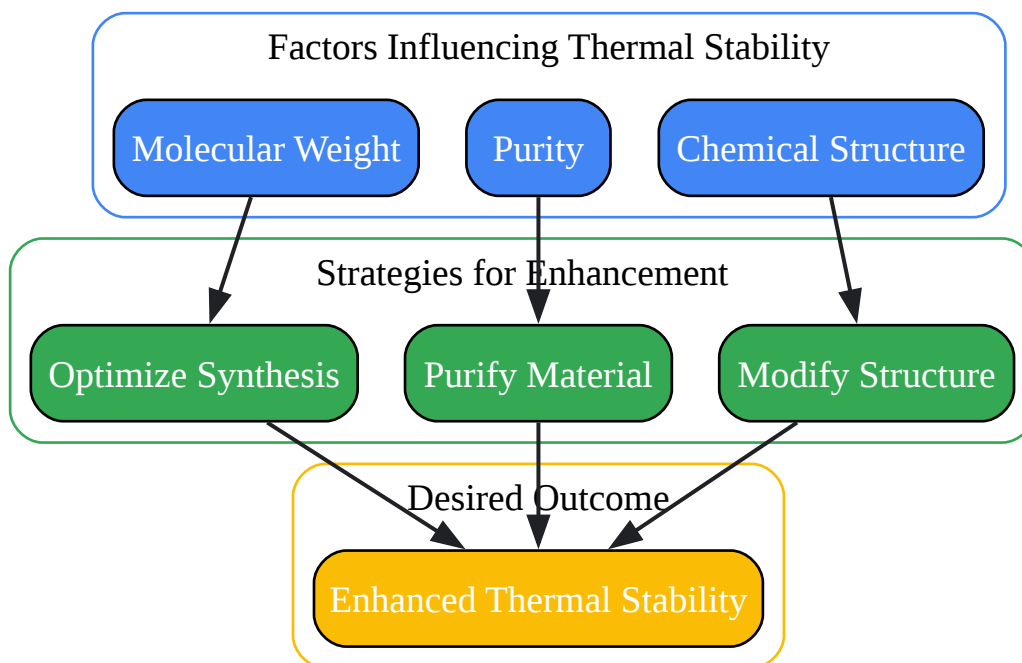 Factors Influencing Thermal Stability
Molecular Weight
Purity
Chemical Structure
Strategies for Enhancement
Optimize Synthesis
Purify Material
Modify Structure
Desired Outcome
Enhanced Thermal Stability